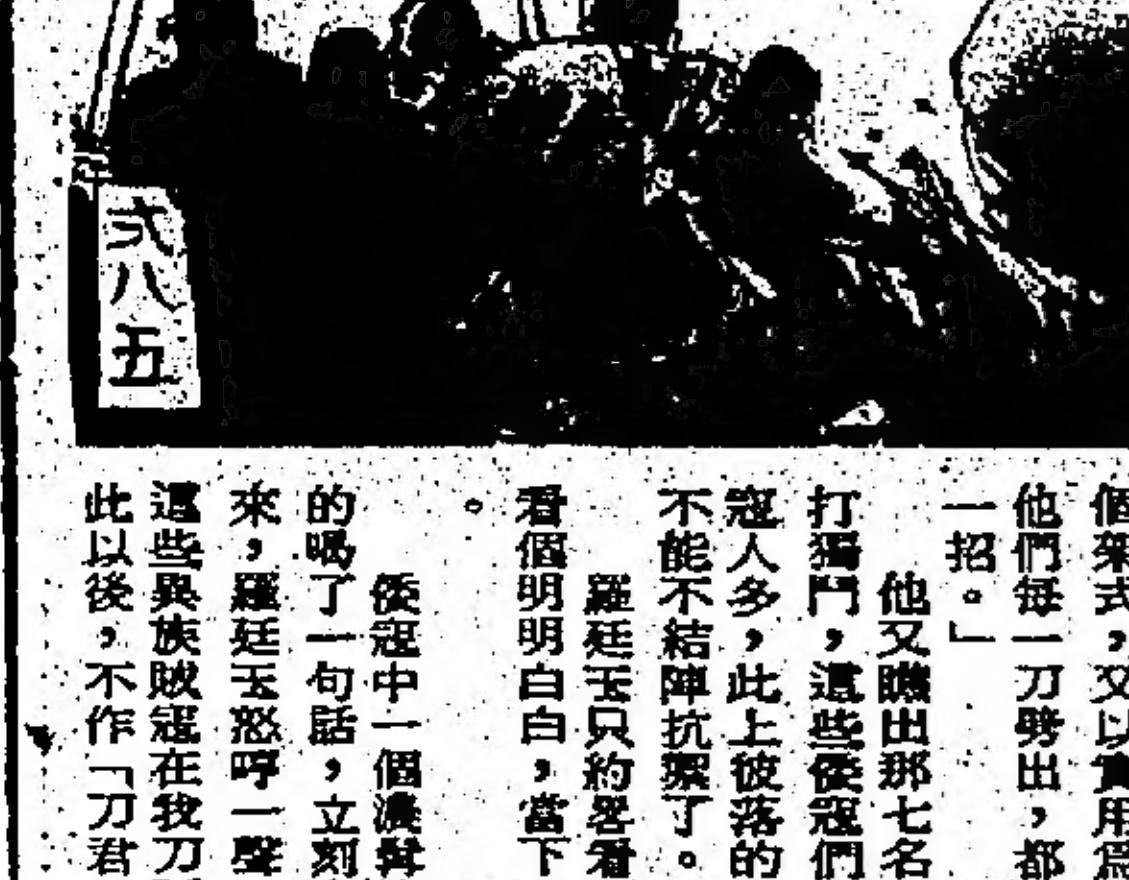 弍八五
個架式，又以實用爲
他們每一刀劈出，都
一招。」
他又瞧出那七名
打獨鬥，這些倭寇們
寇人多，此上彼落的
不能不結陣抗禦了。
羅廷玉只約畧看
看個明明白白，當下
。
倭寇中一個濃髯
的喝了一句話，立刻
來，羅廷玉怒哼一聲
這些異族賊寇在我刀
此以後，不作「刀君